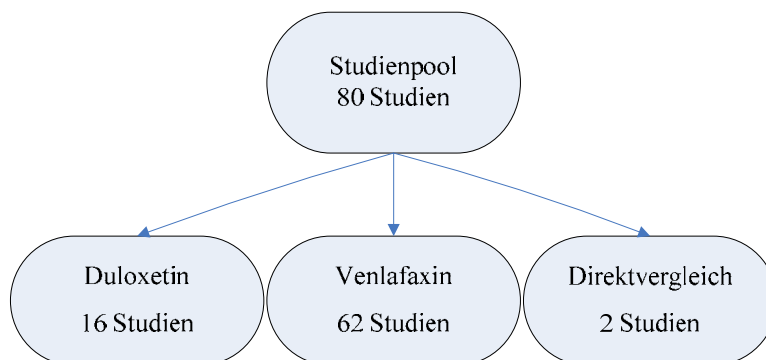 Studienpool
80 Studien
Duloxetin
16 Studien
Venlafaxin
62 Studien
Direktvergleich
2 Studien